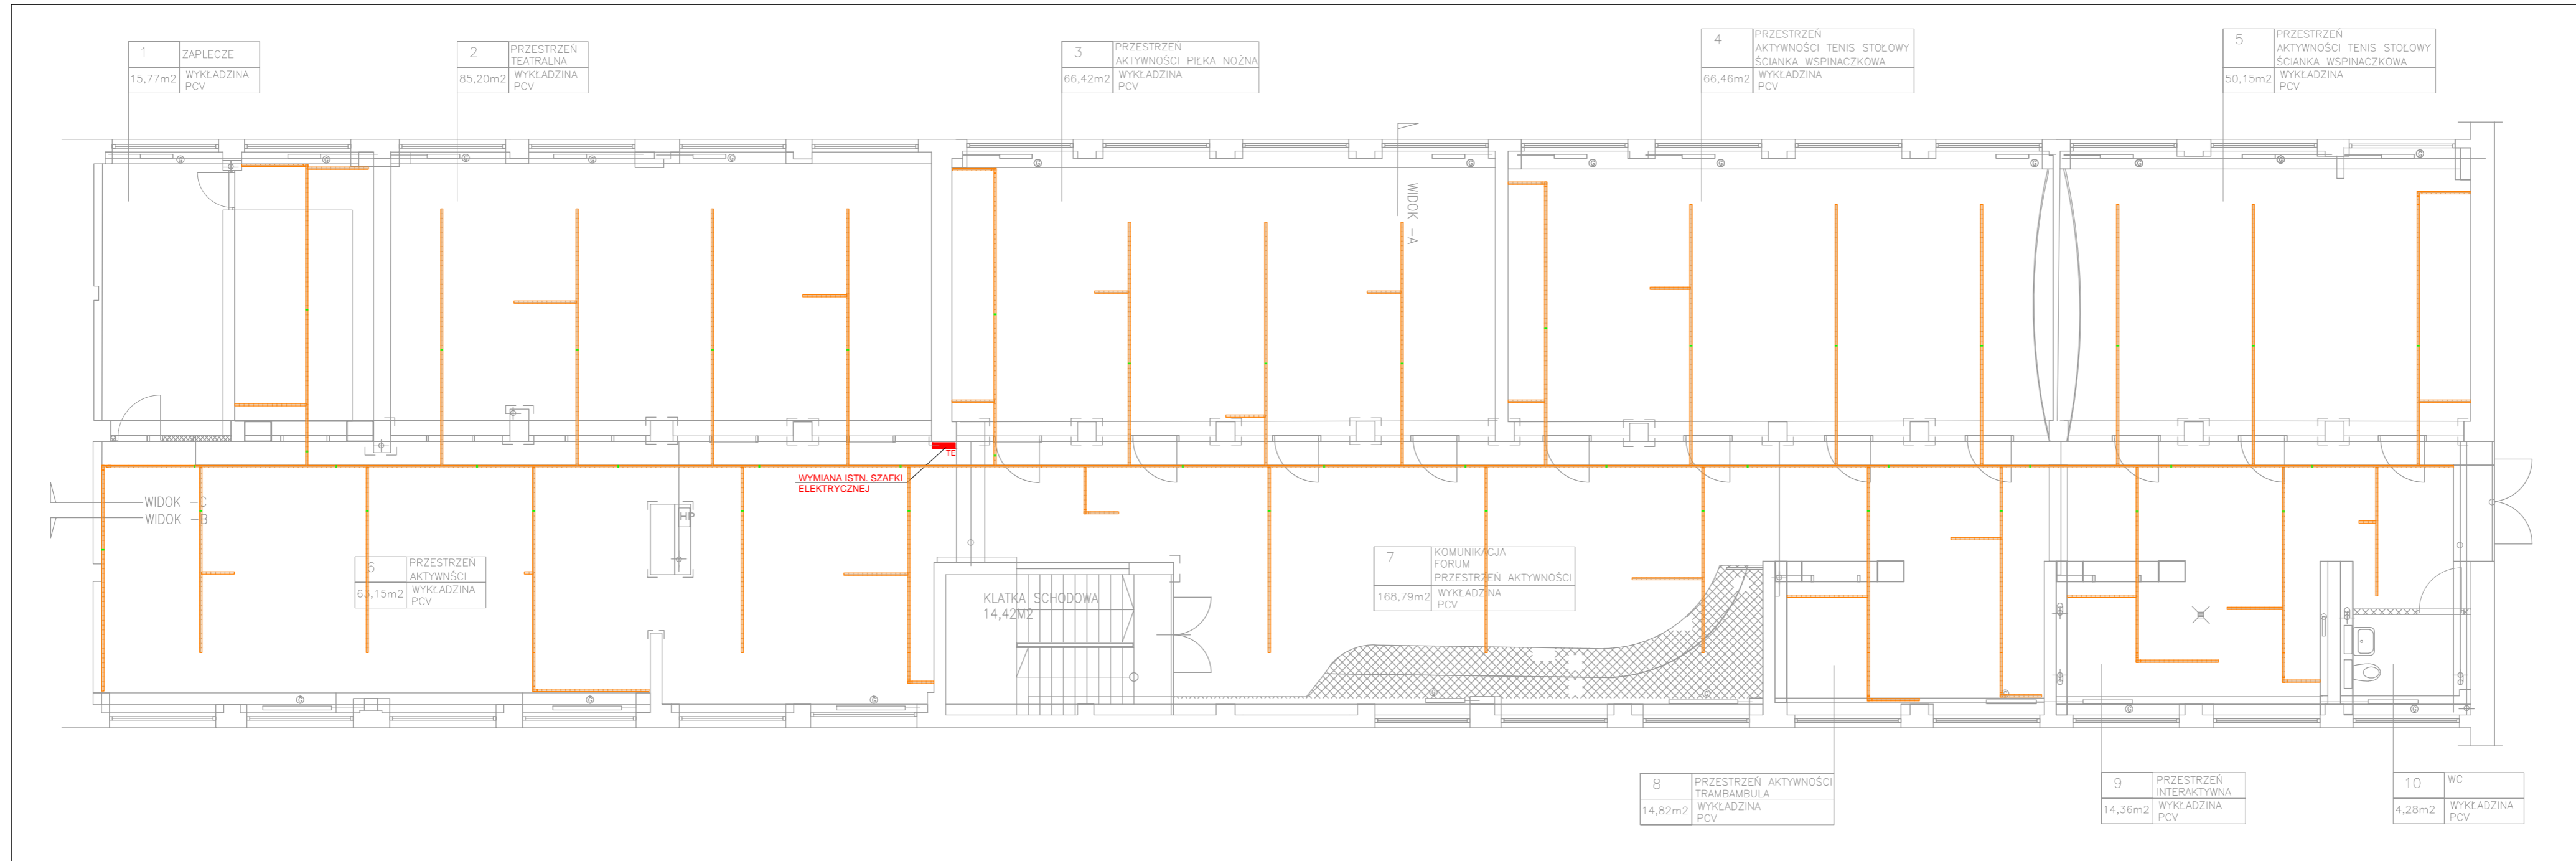 1
ZAPLECZE
15,77m2
WYKŁADZINA
PCV
2
PRZESTRZEŃ
TEATRALNA
85,20m2
WYKŁADZINA
PCV
3
PRZESTRZEŃ
AKTYWNOŚCI PIŁKA NOŻNA
66,42m2
WYKŁADZINA
PCV
4
PRZESTRZEŃ
AKTYWNOŚCI TENIS STOŁOWY
ŚCIANKA WSPINACZKOWA
66,46m2
WYKŁADZINA
PCV
5
PRZESTRZEŃ
AKTYWNOŚCI TENIS STOŁOWY
ŚCIANKA WSPINACZKOWA
50,15m2
WYKŁADZINA
PCV
WIDOK -A
TE
WYMIANA ISTN. SZAFKI
ELEKTRYCZNEJ
WIDOK -C
WIDOK -B
HP
6
PRZESTRZEŃ
AKTYWNŚCI
63,15m2
WYKŁADZINA
PCV
KLATKA SCHODOWA
14,42M2
7
KOMUNIKACJA
FORUM
PRZESTRZEŃ AKTYWNOŚCI
168,79m2
WYKŁADZINA
PCV
8
PRZESTRZEŃ AKTYWNOŚCI
TRAMBAMBULA
14,82m2
WYKŁADZINA
PCV
9
PRZESTRZEŃ
INTERAKTYWNA
14,36m2
WYKŁADZINA
PCV
10
WC
4,28m2
WYKŁADZINA
PCV